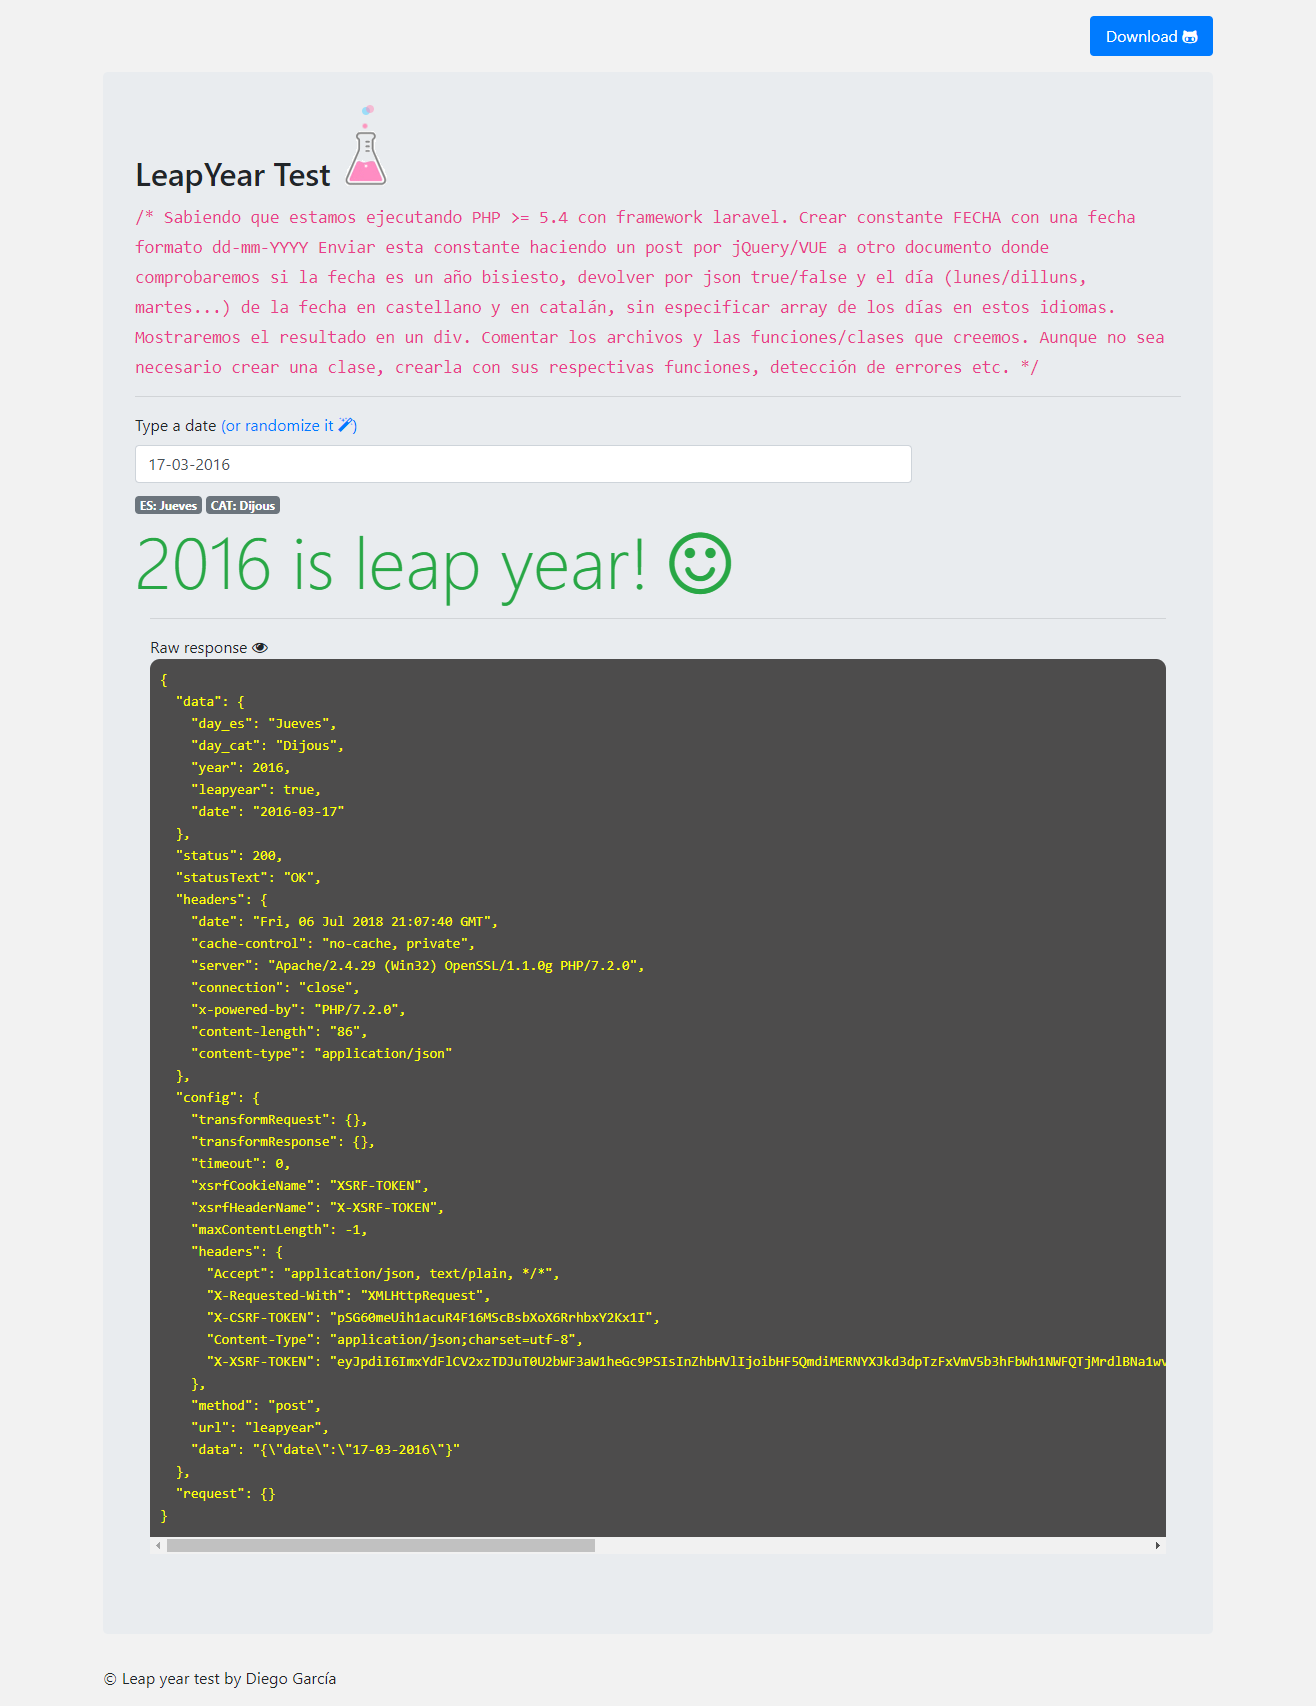 Download
LeapYear Test
/* Sabiendo que estamos ejecutando PHP >= 5.4 con framework laravel. Crear constante FECHA con una fecha
formato dd-mm-YYYY Enviar esta constante haciendo un post por jQuery/VUE a otro documento donde
comprobaremos si la fecha es un año bisiesto, devolver por json true/false y el día (lunes/dilluns,
martes...) de la fecha en castellano y en catalán, sin especificar array de los días en estos idiomas.
Mostraremos el resultado en un div. Comentar los archivos y las funciones/clases que creemos. Aunque no sea
necesario crear una clase, crearla con sus respectivas funciones, detección de errores etc. */
Type a date (or randomize it )
17-03-2016
ES: Jueves CAT: Dijous
2016 is leap year!
Raw response
{
"data": {
"day_es": "Jueves",
"day_cat": "Dijous",
"year": 2016,
"leapyear": true,
"date": "2016-03-17"
},
"status": 200,
"statusText": "OK",
"headers": {
"date": "Fri, 06 Jul 2018 21:07:40 GMT",
"cache-control": "no-cache, private",
"server": "Apache/2.4.29 (Win32) OpenSSL/1.1.0g PHP/7.2.0",
"connection": "close",
"x-powered-by": "PHP/7.2.0",
"content-length": "86",
"content-type": "application/json"
},
"config": {
"transformRequest": {},
"transformResponse": {},
"timeout": 0,
"xsrfCookieName": "XSRF-TOKEN",
"xsrfHeaderName": "X-XSRF-TOKEN",
"maxContentLength": -1,
"headers": {
"Accept": "application/json, text/plain, */*",
"X-Requested-With": "XMLHttpRequest",
"X-CSRF-TOKEN": "pSG60meUih1acuR4F16MScBsbXoX6RrhbxY2Kx1I",
"Content-Type": "application/json;charset=utf-8",
"X-XSRF-TOKEN": "eyJpdiI6ImxYdFlCV2xzTDJuT0U2bWF3aW1heGc9PSIsInZhbHVlIjoibHF5QmdiMERNYXJkd3dpTzFxVmV5b3hFbWh1NWFQTjMrdlBNa1wv
},
"method": "post",
"url": "leapyear",
"data": "{\"date\":\"17-03-2016\"}"
},
"request": {}
}
© Leap year test by Diego García